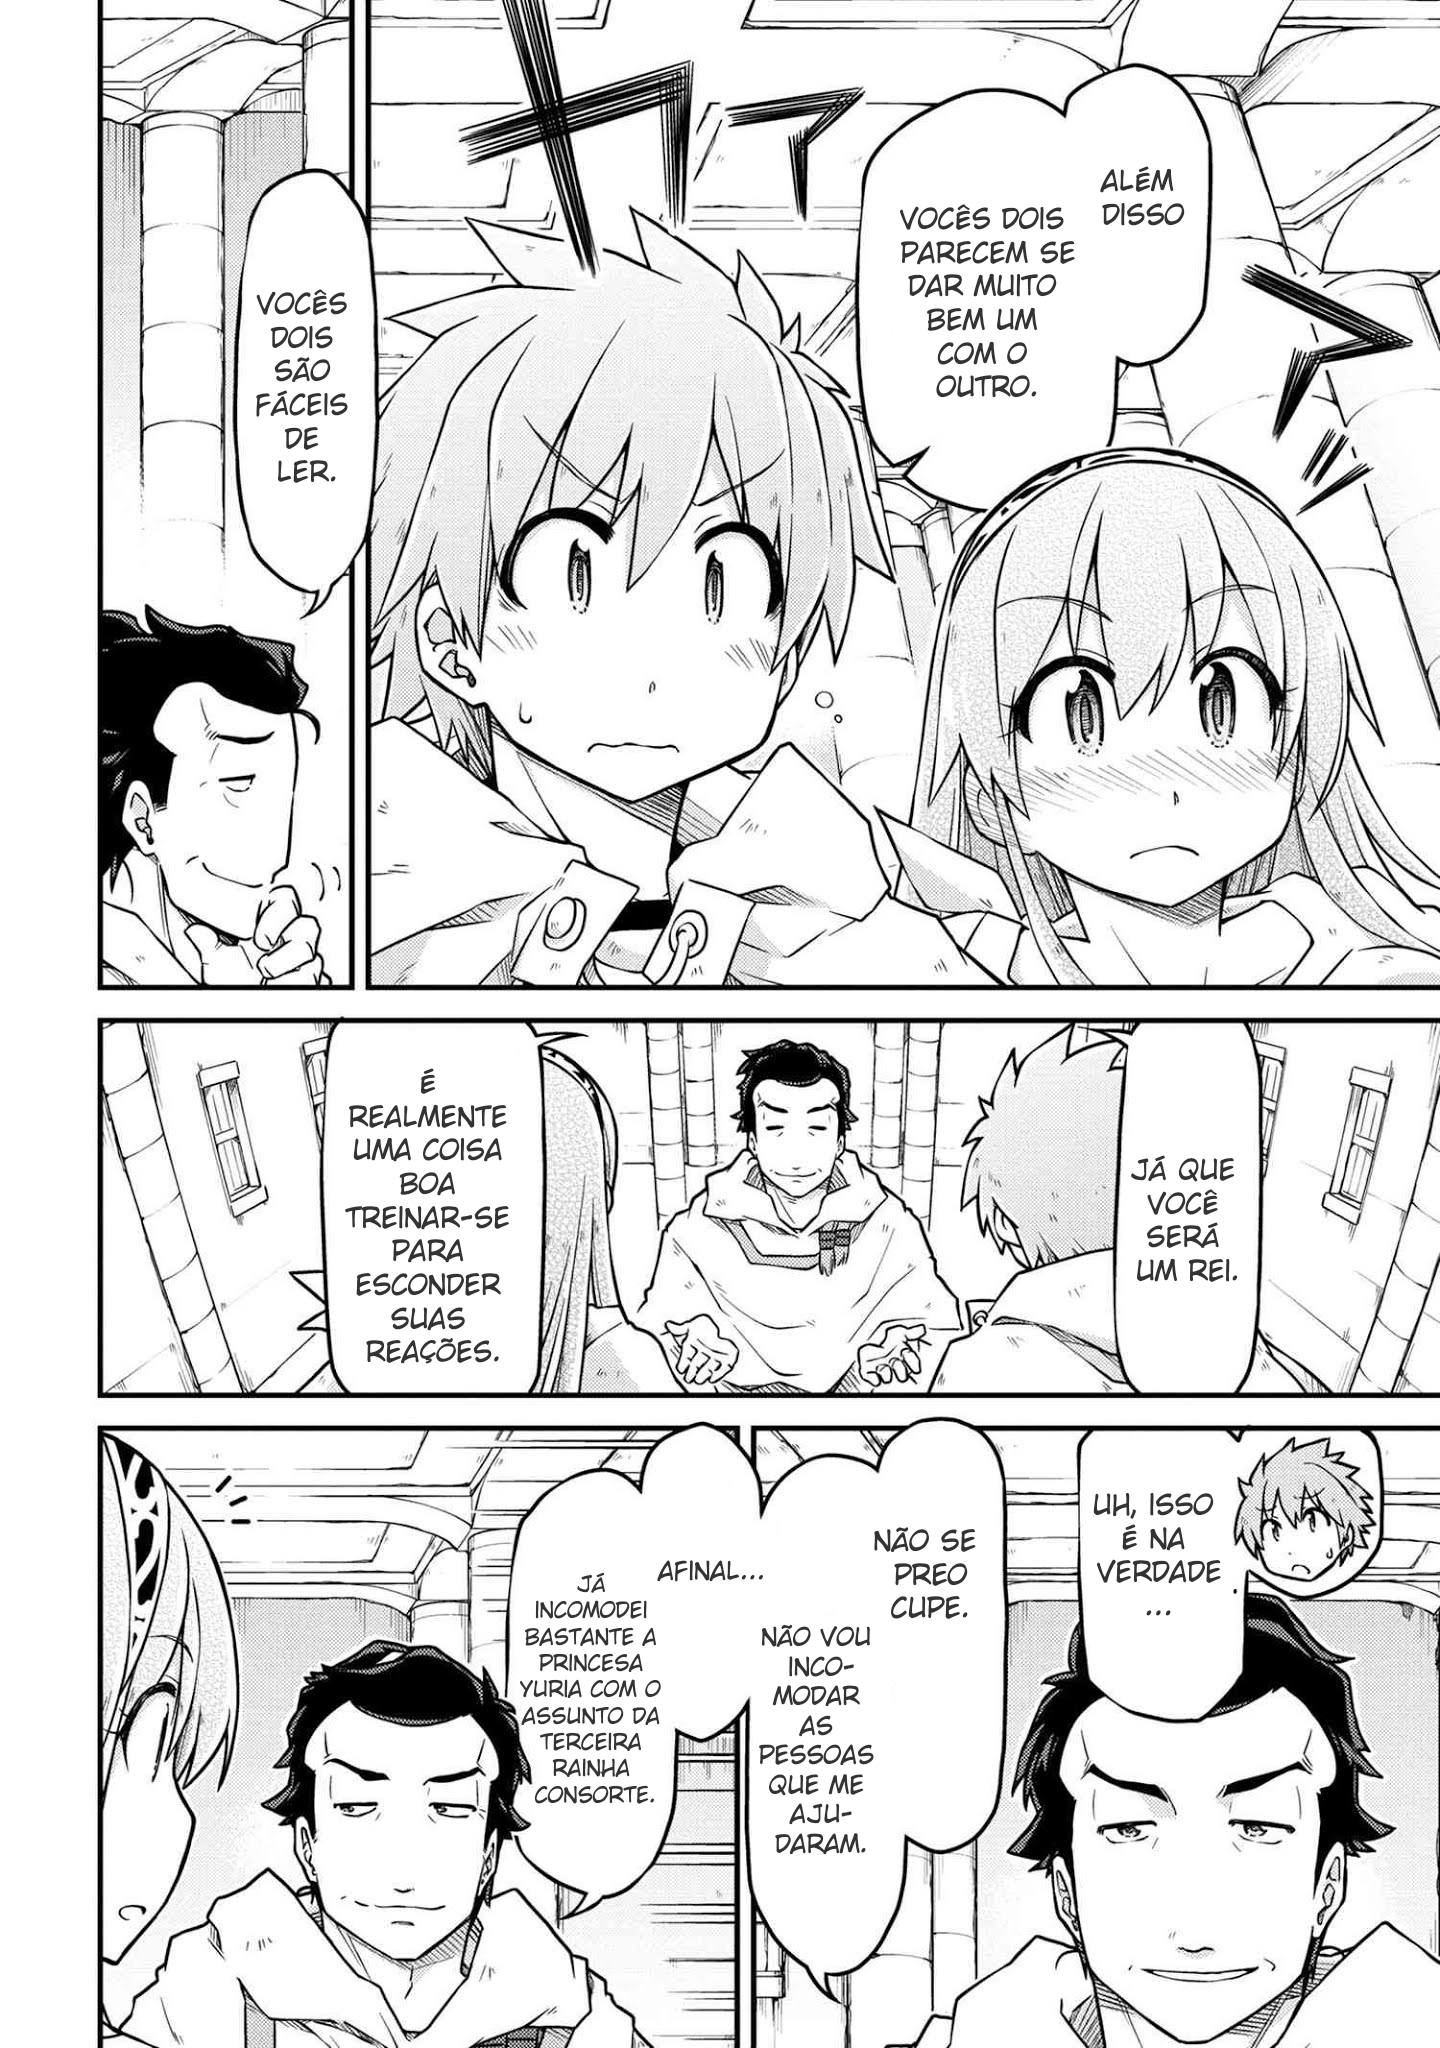 ALÉM
DISSO
VOCÊS DOIS
PARECEM SE
DAR MUITO
BEM UM
COM O
OUTRO.
VOCÊS
DOIS
SÃO
FÁCEIS
DE
LER.
JÁ QUE
VOCÊ
SERÁ
UM REI.
É
REALMENTE
UMA COISA
BOA
TREINAR-SE
PARA
ESCONDER
SUAS
REAÇÕES.
UH, ISSO
É NA
VERDADE
...
NÃO SE
PREO
CUPE.
NÃO VOU
INCO-
MODAR
AS
PESSOAS
QUE ME
AJU-
DARAM.
AFINAL...
JÁ
INCOMODEI
BASTANTE A
PRINCESA
YURIA COM O
ASSUNTO DA
TERCEIRA
RAINHA
CONSORTE.